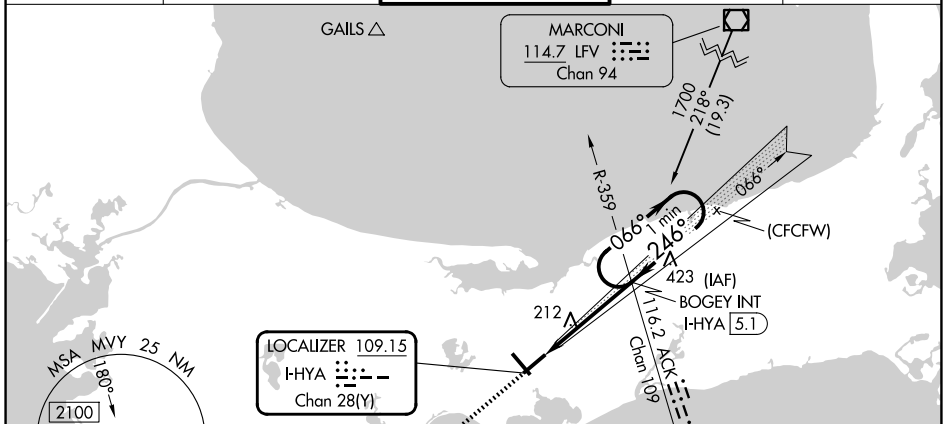 GAILS
MARCONI
114.7 LFV
Chan 94
1700
218°
(19.3)
R-359
066°
066°
1 min
246°
(CFCFW)
423
(IAF)
BOGEY INT
I-HYA 5.1
212
116.2 ACK
Chan 109
LOCALIZER 109.15
I-HYA
Chan 28(Y)
MSA MVY 25 NM
180°
2100